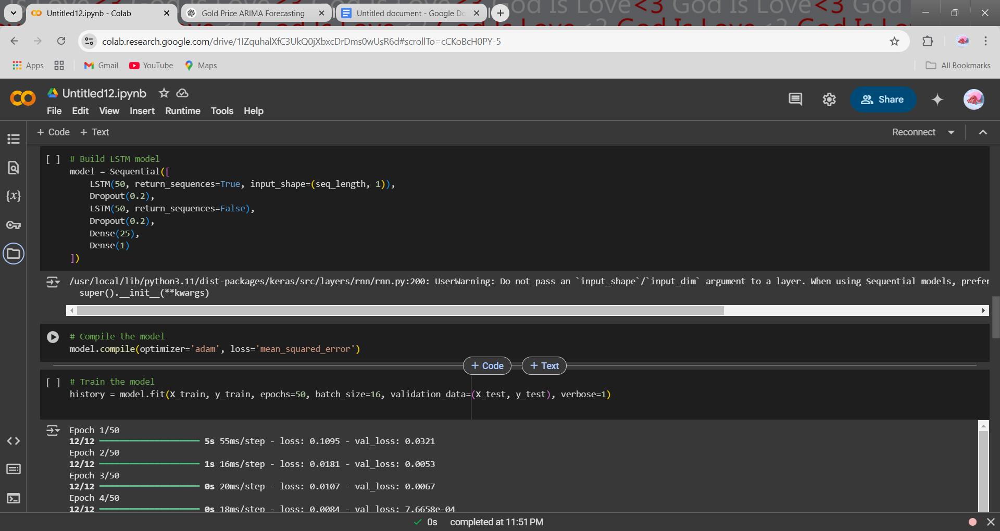 God Is Love<3 God Is Love<3 God
Untitled12.ipynb - Colab
Gold Price ARIMA Forecasting
Untitled document - Google Do
colab.research.google.com/drive/1IZquhalXfC3UkQ0jXbxcDrDms0wUsR6d#scrollTo=cCKoBcH0PY-5
Apps
Gmail
YouTube
Maps
All Bookmarks
Untitled12.ipynb
File Edit View Insert Runtime Tools Help
Share
+ Code + Text
Reconnect
[ ] # Build LSTM model
model = Sequential([
    LSTM(50, return_sequences=True, input_shape=(seq_length, 1)),
    Dropout(0.2),
    LSTM(50, return_sequences=False),
    Dropout(0.2),
    Dense(25),
    Dense(1)
])
/usr/local/lib/python3.11/dist-packages/keras/src/layers/rnn/rnn.py:200: UserWarning: Do not pass an `input_shape`/`input_dim` argument to a layer. When using Sequential models, prefer
  super().__init__(**kwargs)
# Compile the model
model.compile(optimizer='adam', loss='mean_squared_error')
+ Code + Text
[ ] # Train the model
history = model.fit(X_train, y_train, epochs=50, batch_size=16, validation_data=(X_test, y_test), verbose=1)
Epoch 1/50
12/12 5s 55ms/step - loss: 0.1095 - val_loss: 0.0321
Epoch 2/50
12/12 1s 16ms/step - loss: 0.0181 - val_loss: 0.0053
Epoch 3/50
12/12 0s 20ms/step - loss: 0.0107 - val_loss: 0.0067
Epoch 4/50
12/12 0s 18ms/step - loss: 0.0084 - val_loss: 7.6658e-04
0s completed at 11:51 PM